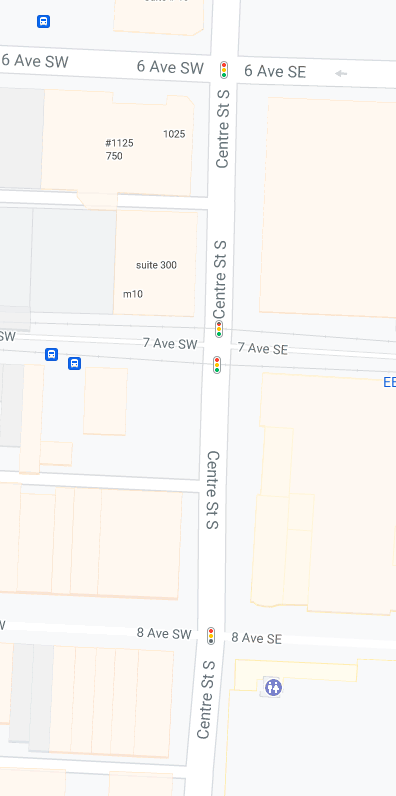 6 Ave SW
6 Ave SW
6 Ave SE
Centre St S
1025
#1125
750
Centre St S
suite 300
m10
SW
7 Ave SW
7 Ave SE
Centre St S
8 Ave SW
8 Ave SE
Centre St S